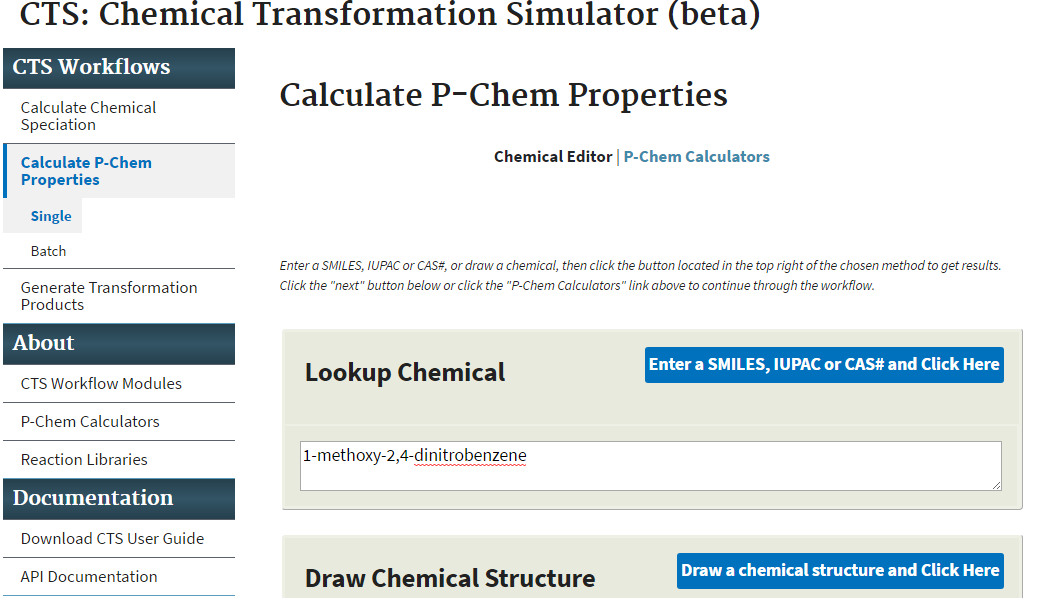 CTS: Chemical Transformation Simulator (beta)
CTS Workflows
Calculate Chemical
Speciation
Calculate P-Chem
Properties
Single
Batch
Generate Transformation
Products
About
CTS Workflow Modules
P-Chem Calculators
Reaction Libraries
Documentation
Download CTS User Guide
API Documentation
Calculate P-Chem Properties
Chemical Editor | P-Chem Calculators
Enter a SMILES, IUPAC or CAS#, or draw a chemical, then click the button located in the top right of the chosen method to get results.
Click the "next" button below or click the "P-Chem Calculators" link above to continue through the workflow.
Lookup Chemical
Enter a SMILES, IUPAC or CAS# and Click Here
1-methoxy-2,4-dinitrobenzene
Draw Chemical Structure
Draw a chemical structure and Click Here